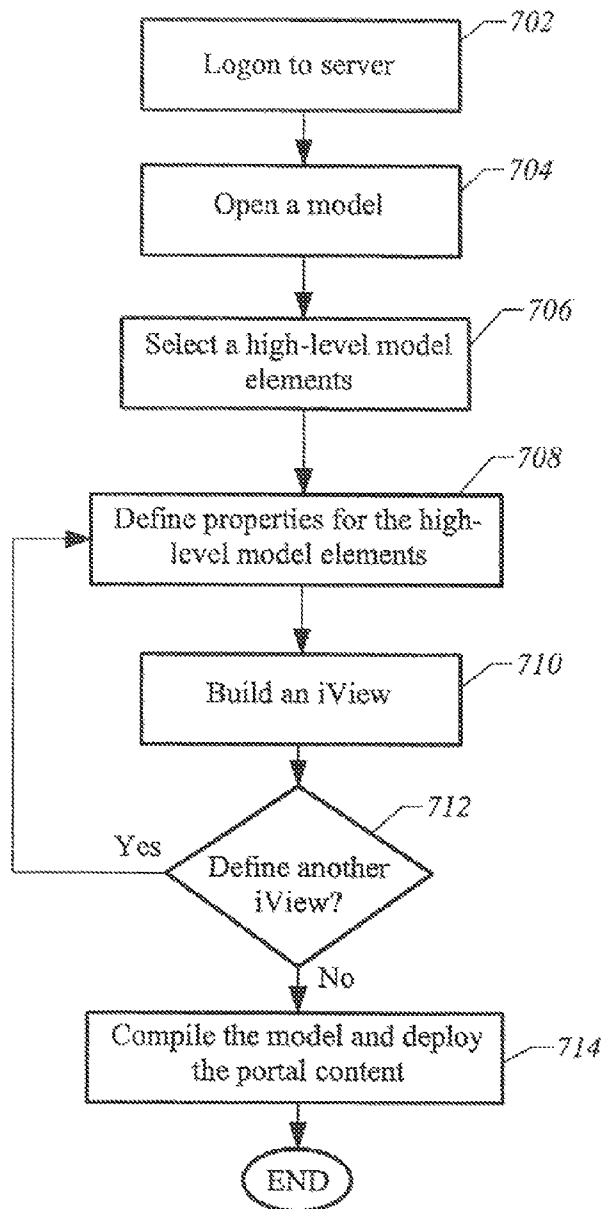 702
Logon to server
704
Open a model
706
Select a high-level model
elements
708
Define properties for the high-
level model elements
710
Build an iView
712
Yes
Define another
iView?
No
Compile the model and deploy
the portal content
714
END